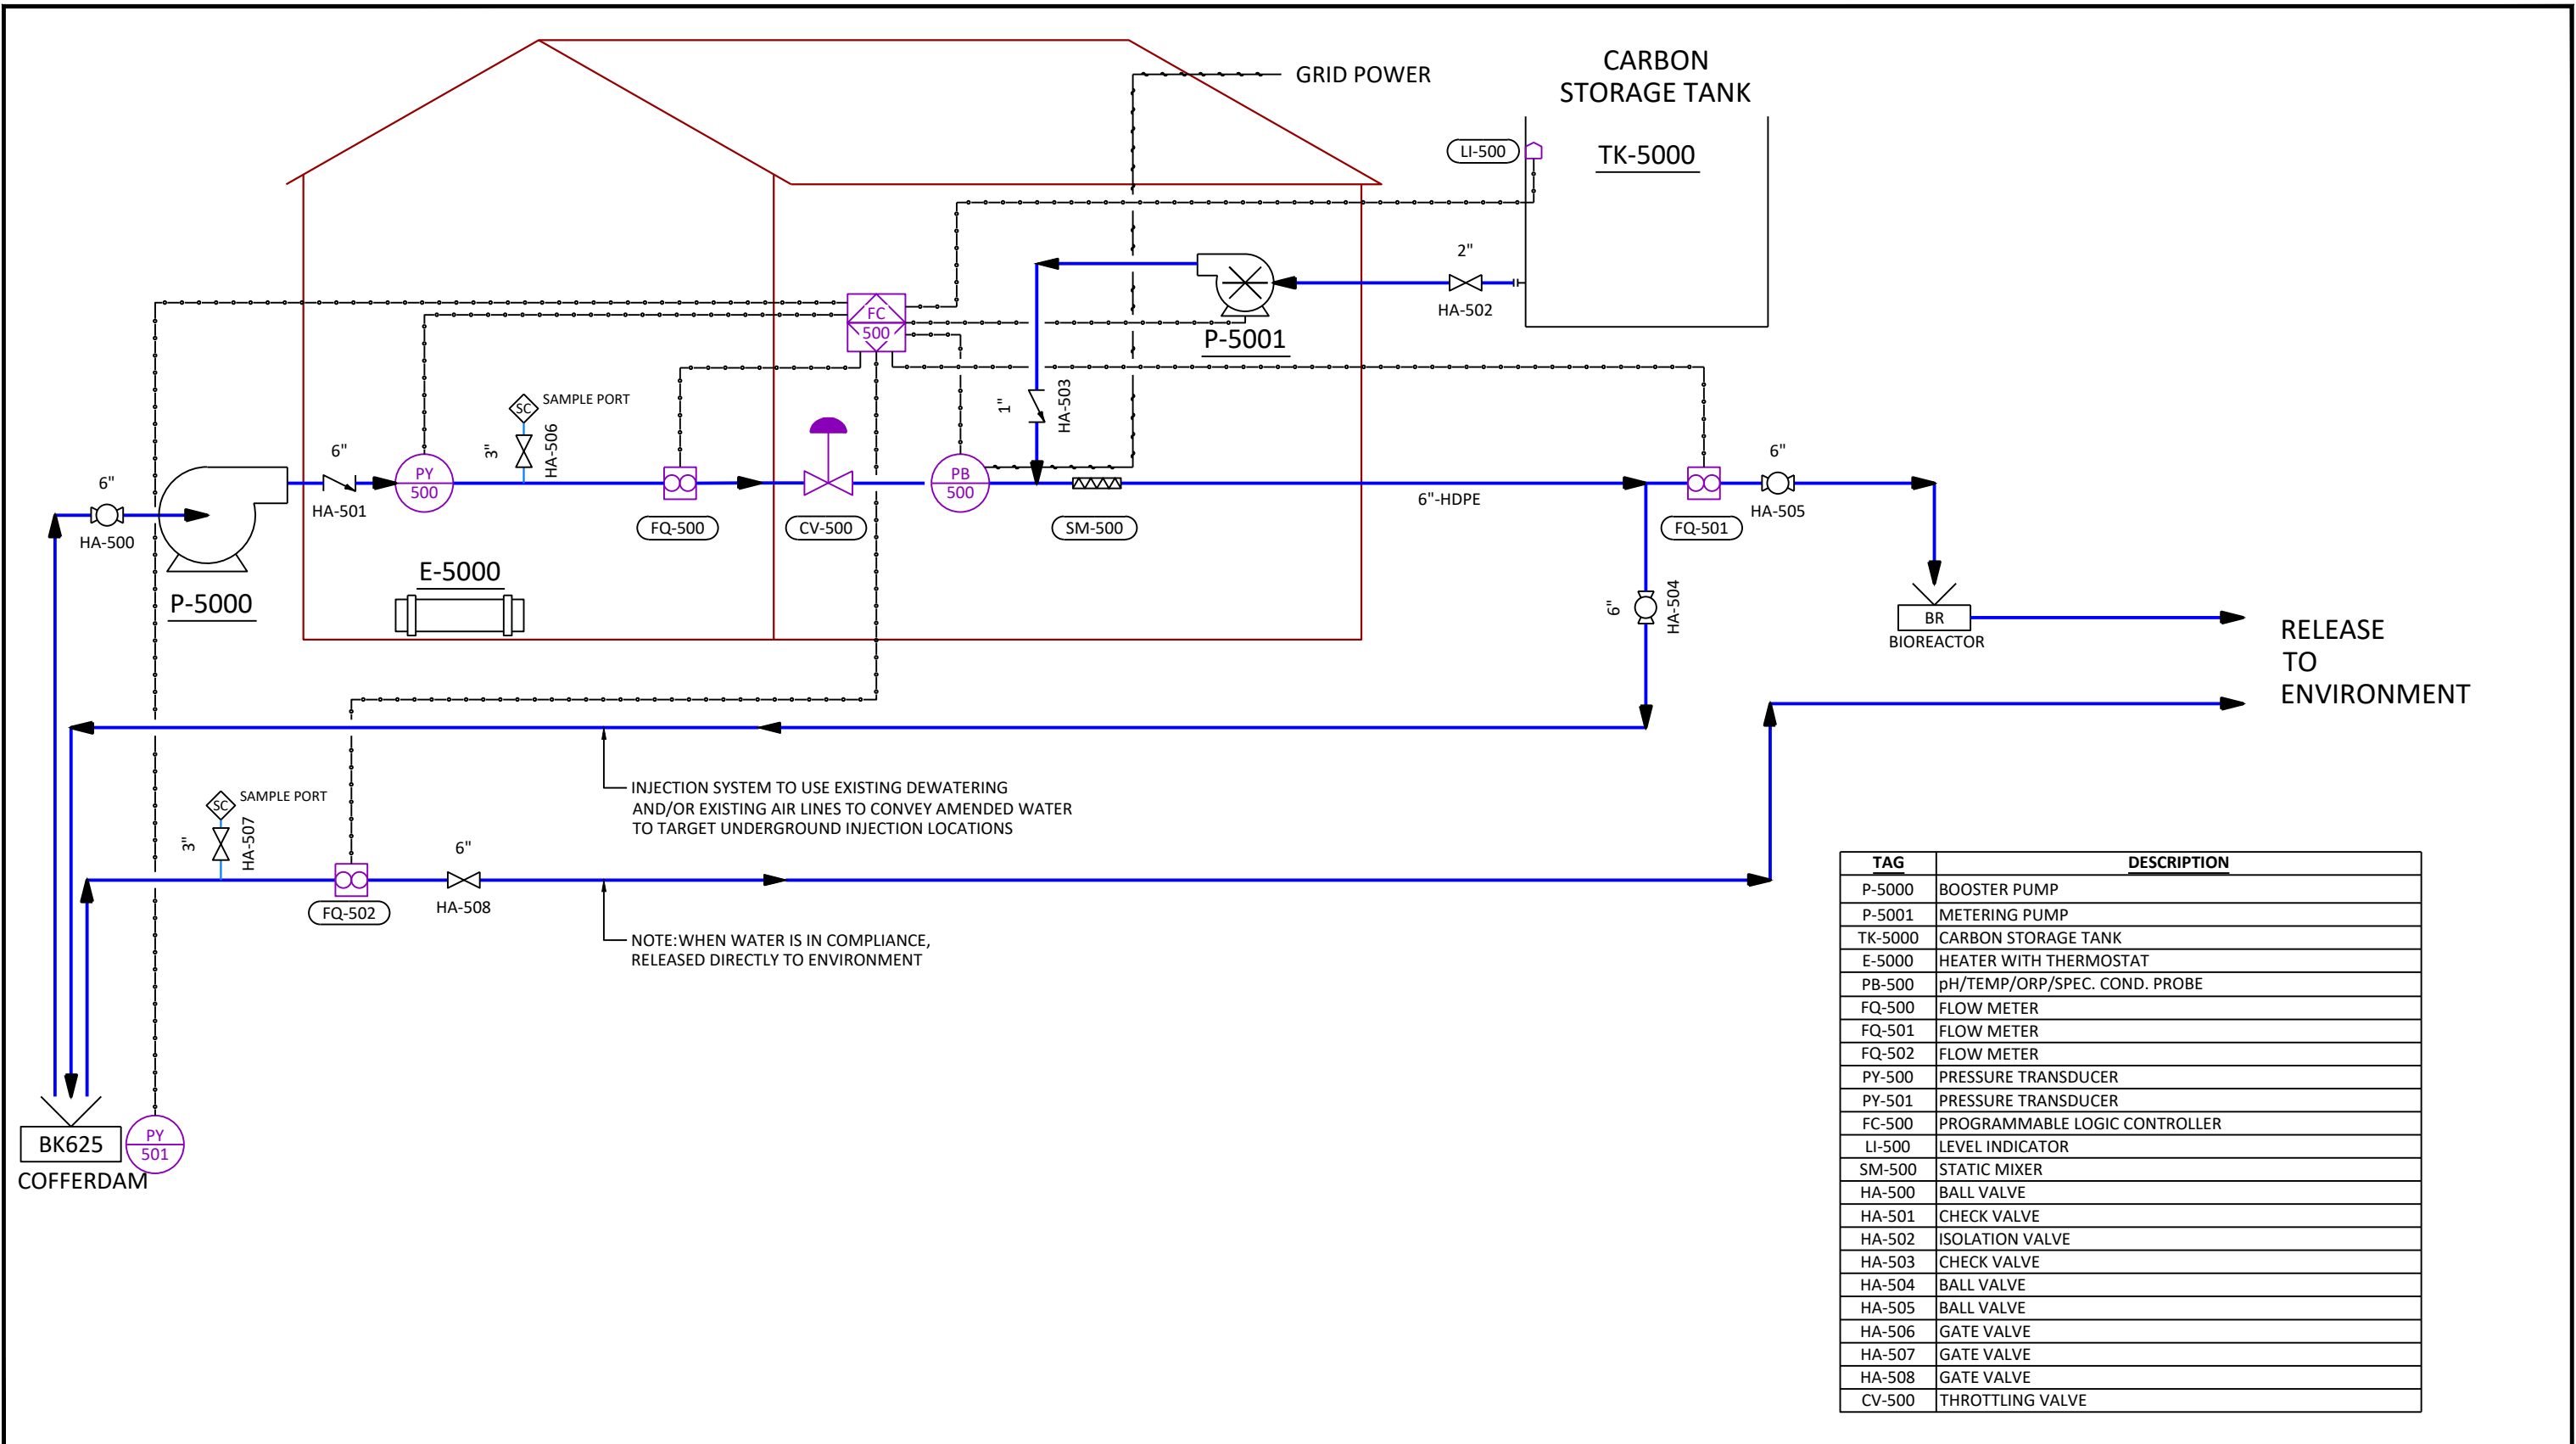 GRID POWER
CARBON
STORAGE TANK
TK-5000
LI-500
2"
HA-502
P-5001
FC
500
1"
HA-503
SC
SAMPLE PORT
3"
HA-506
6"
HA-500
P-5000
6"
HA-501
PY
500
E-5000
FQ-500
CV-500
PB
500
SM-500
6"-HDPE
FQ-501
6"
HA-505
6"
HA-504
BR
BIOREACTOR
RELEASE
TO
ENVIRONMENT
INJECTION SYSTEM TO USE EXISTING DEWATERING
AND/OR EXISTING AIR LINES TO CONVEY AMENDED WATER
TO TARGET UNDERGROUND INJECTION LOCATIONS
SC
SAMPLE PORT
3"
HA-507
FQ-502
6"
HA-508
NOTE: WHEN WATER IS IN COMPLIANCE,
RELEASED DIRECTLY TO ENVIRONMENT
BK625
COFFERDAM
PY
501
TAG DESCRIPTION
P-5000 BOOSTER PUMP
P-5001 METERING PUMP
TK-5000 CARBON STORAGE TANK
E-5000 HEATER WITH THERMOSTAT
PB-500 pH/TEMP/ORP/SPEC. COND. PROBE
FQ-500 FLOW METER
FQ-501 FLOW METER
FQ-502 FLOW METER
PY-500 PRESSURE TRANSDUCER
PY-501 PRESSURE TRANSDUCER
FC-500 PROGRAMMABLE LOGIC CONTROLLER
LI-500 LEVEL INDICATOR
SM-500 STATIC MIXER
HA-500 BALL VALVE
HA-501 CHECK VALVE
HA-502 ISOLATION VALVE
HA-503 CHECK VALVE
HA-504 BALL VALVE
HA-505 BALL VALVE
HA-506 GATE VALVE
HA-507 GATE VALVE
HA-508 GATE VALVE
CV-500 THROTTLING VALVE